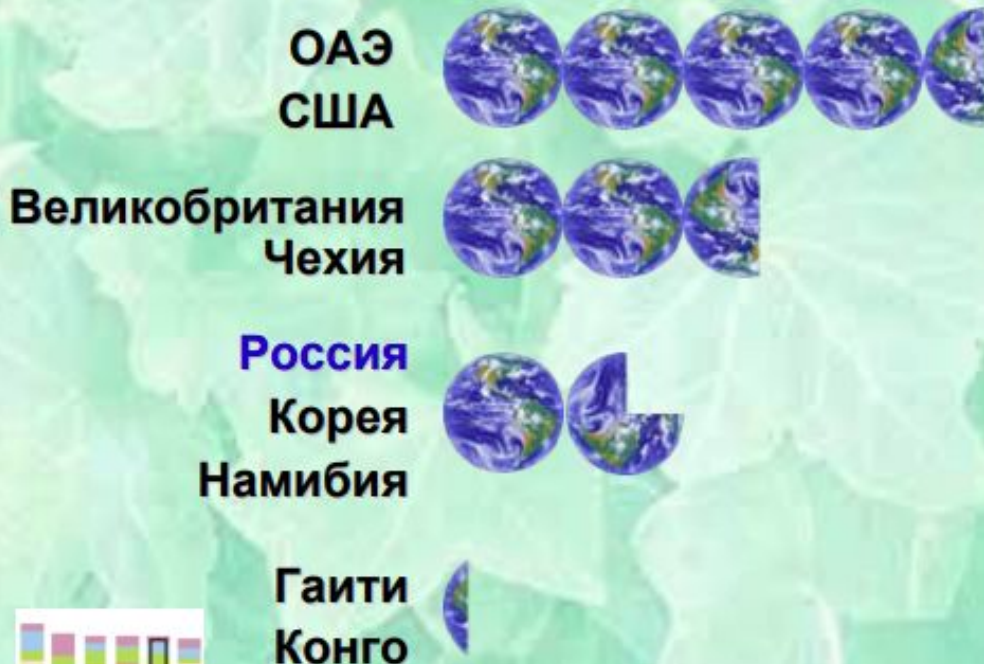 ОАЭ
США
Великобритания
Чехия
Россия
Корея
Намибия
Гаити
Конго